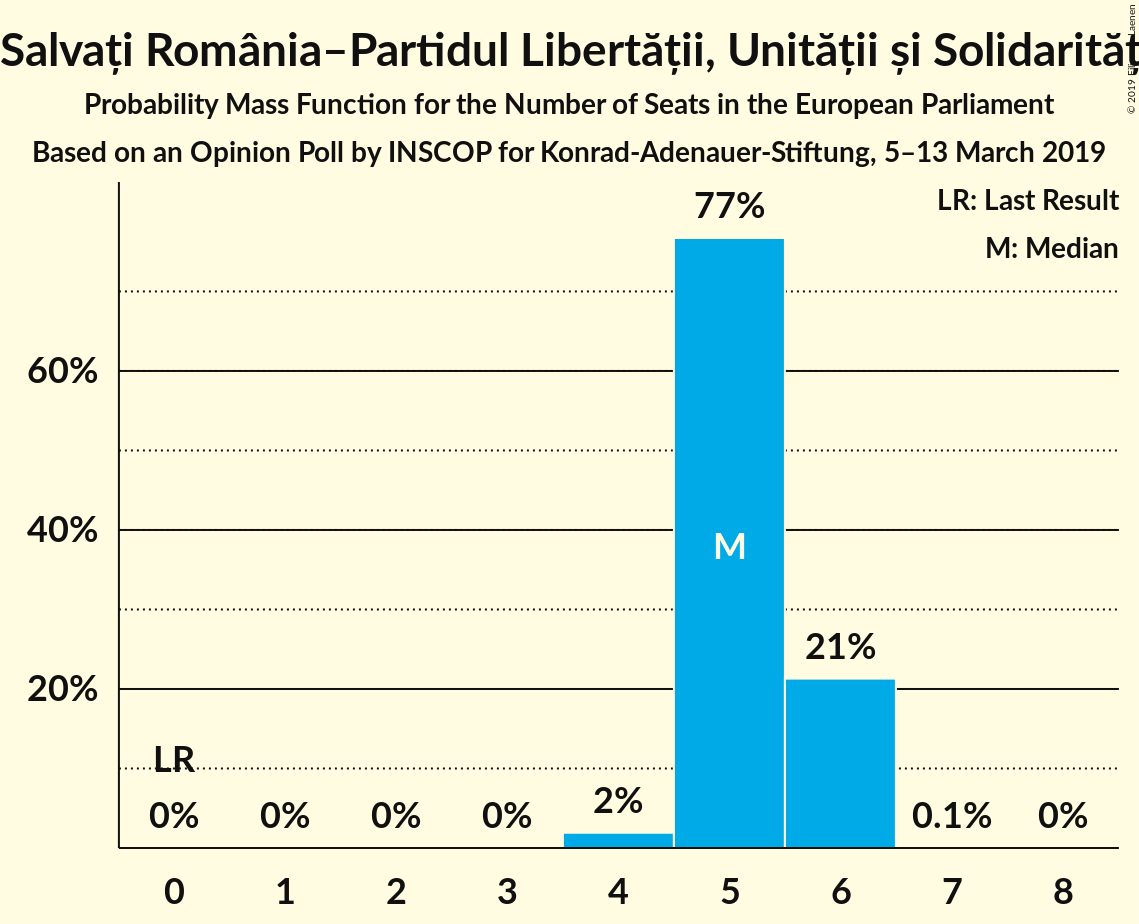 Salvați România–Partidul Libertății, Unității și Solidarităț
Probability Mass Function for the Number of Seats in the European Parliament
Based on an Opinion Poll by INSCOP for Konrad-Adenauer-Stiftung, 5–13 March 2019
© 2019 Laenen
LR: Last Result
M: Median
77%
60%
M
40%
21%
20%
LR
0% 0% 0% 0% 2% 0.1% 0%
0 1 2 3 4 5 6 7 8